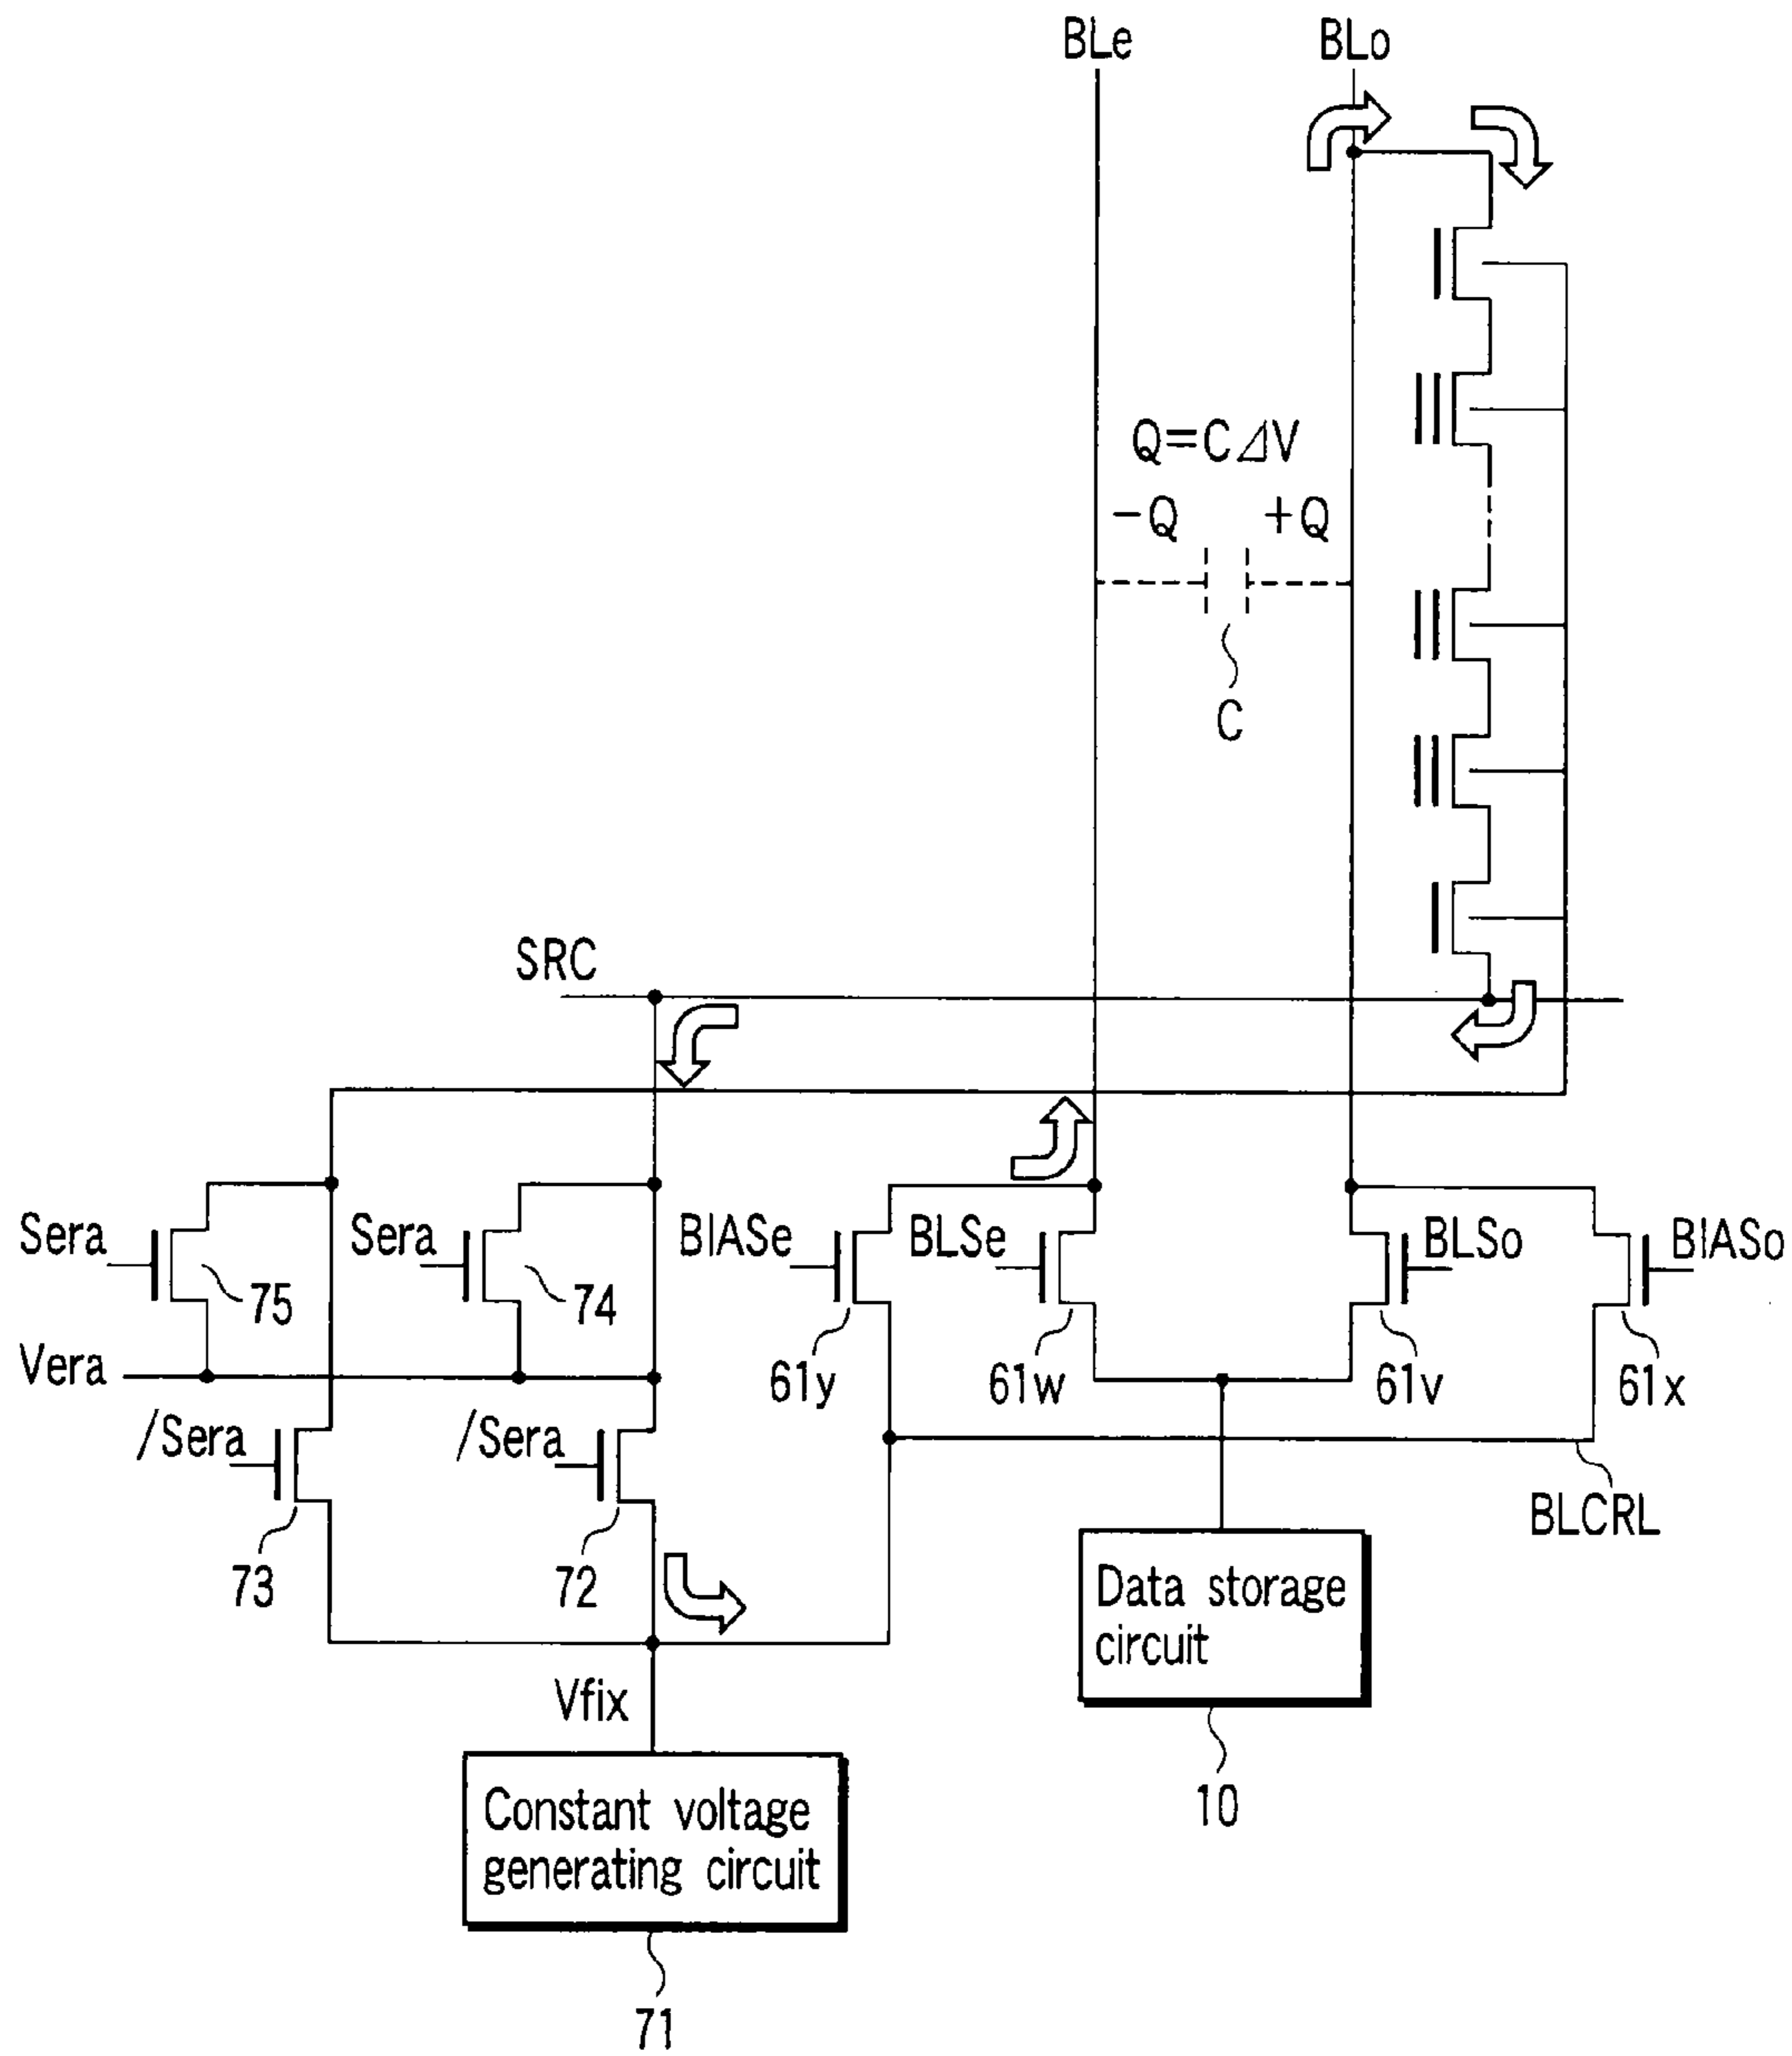 BLe
BLo
Q=CΔV
-Q
+Q
C
SRC
Sera
75
Sera
74
BIASe
61y
BLSe
61w
BLSo
61v
BIASo
61x
Vera
/Sera
73
/Sera
72
BLCRL
Data storage
circuit
10
Vfix
Constant voltage
generating circuit
71